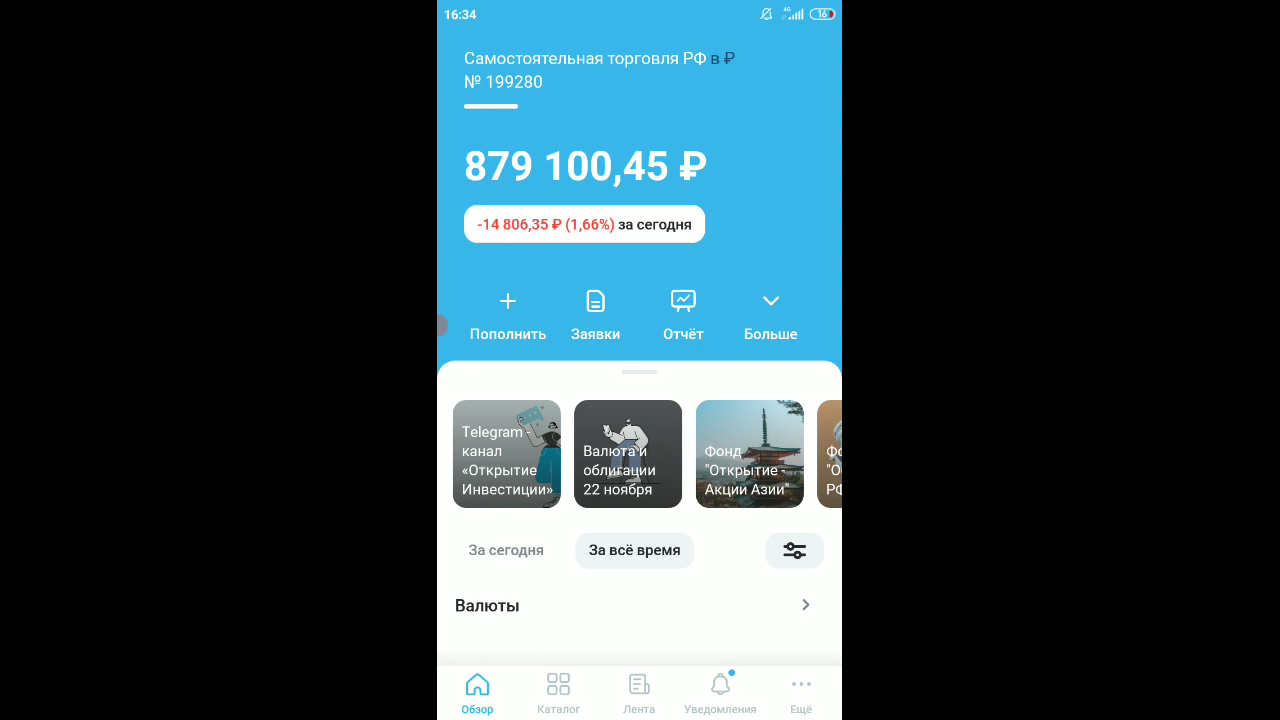 16:34
4G
16
Самостоятельная торговля РФ в ₽
№ 199280
879 100,45 ₽
-14 806,35 ₽ (1,66%) за сегодня
Пополнить
Заявки
Отчёт
Больше
Telegram -
канал
«Открытие
Инвестиции»
Валюта и
облигации
22 ноября
Фонд
"Открытие -
Акции Азии"
За сегодня
За всё время
Валюты
Обзор
Каталог
Лента
Уведомления
Ещё